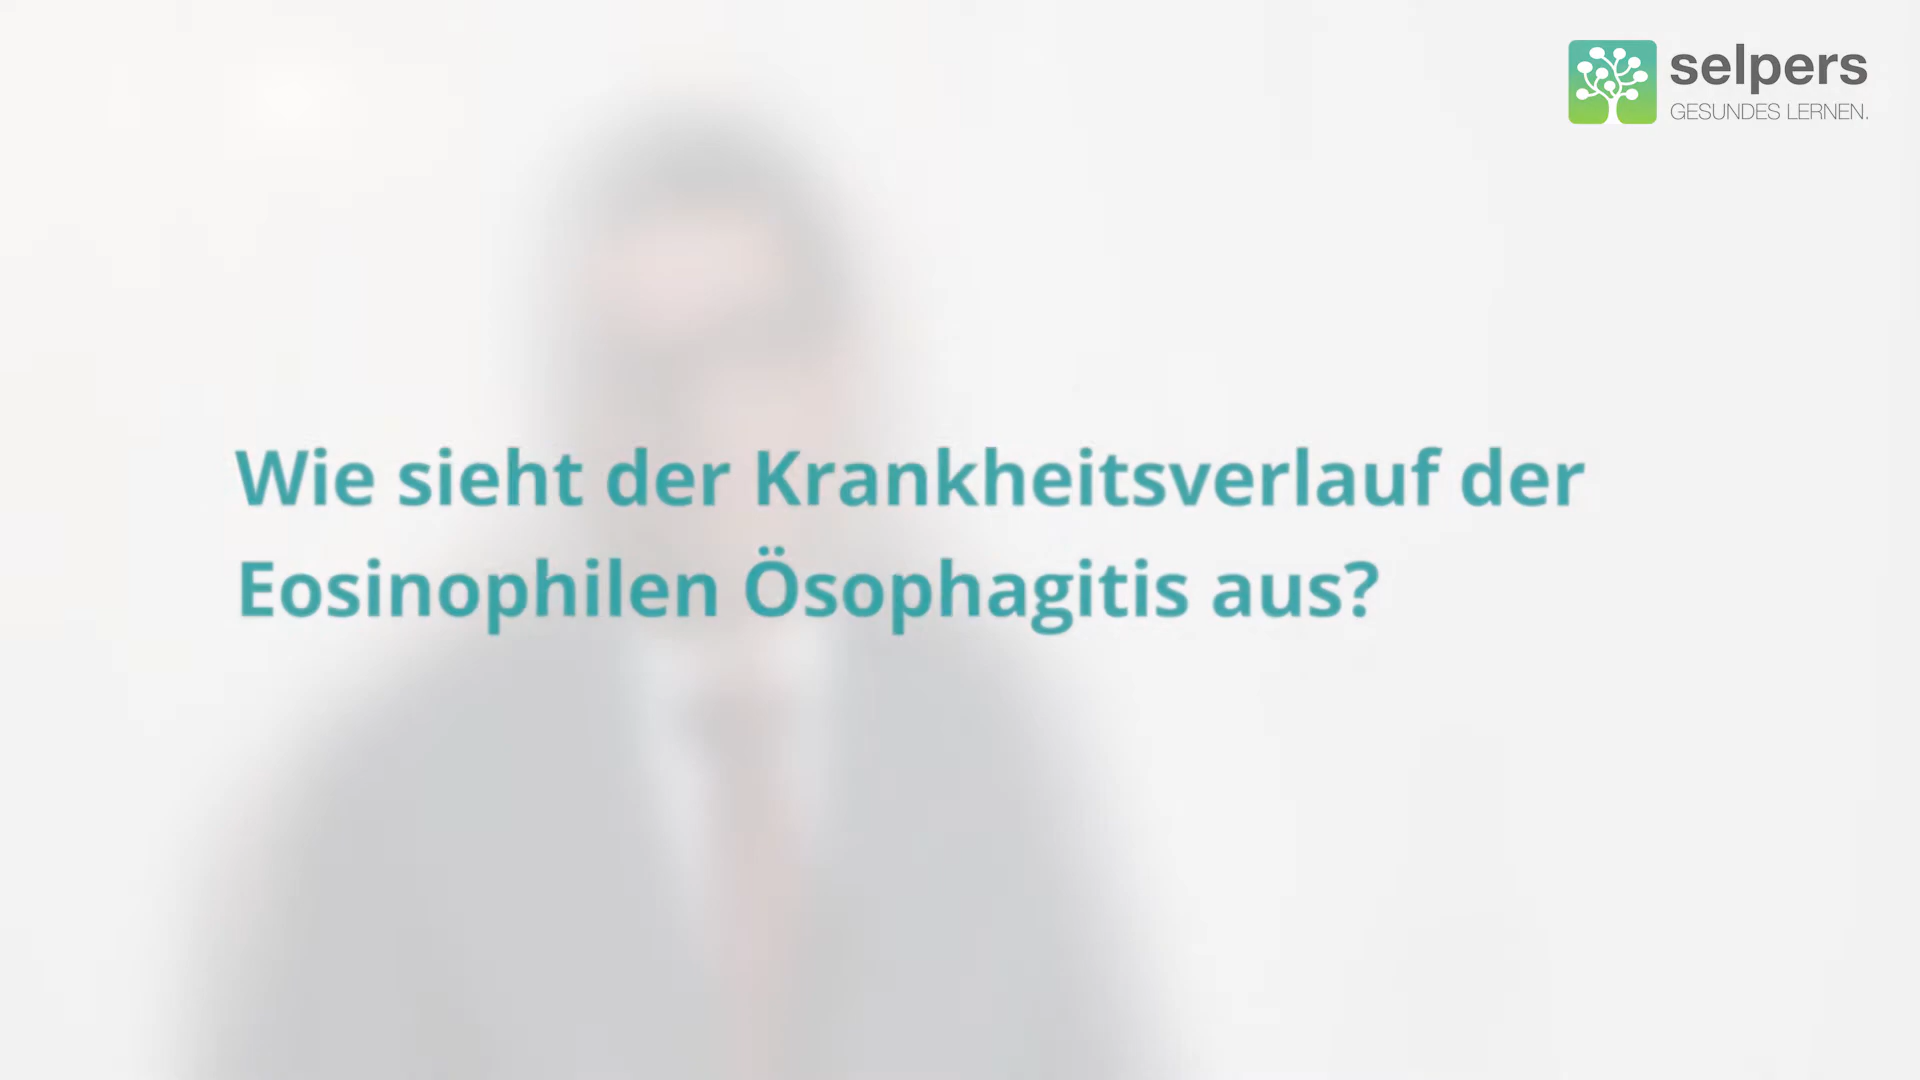 selpers
GESUNDES LERNEN.
Wie sieht der Krankheitsverlauf der
Eosinophilen Ösophagitis aus?